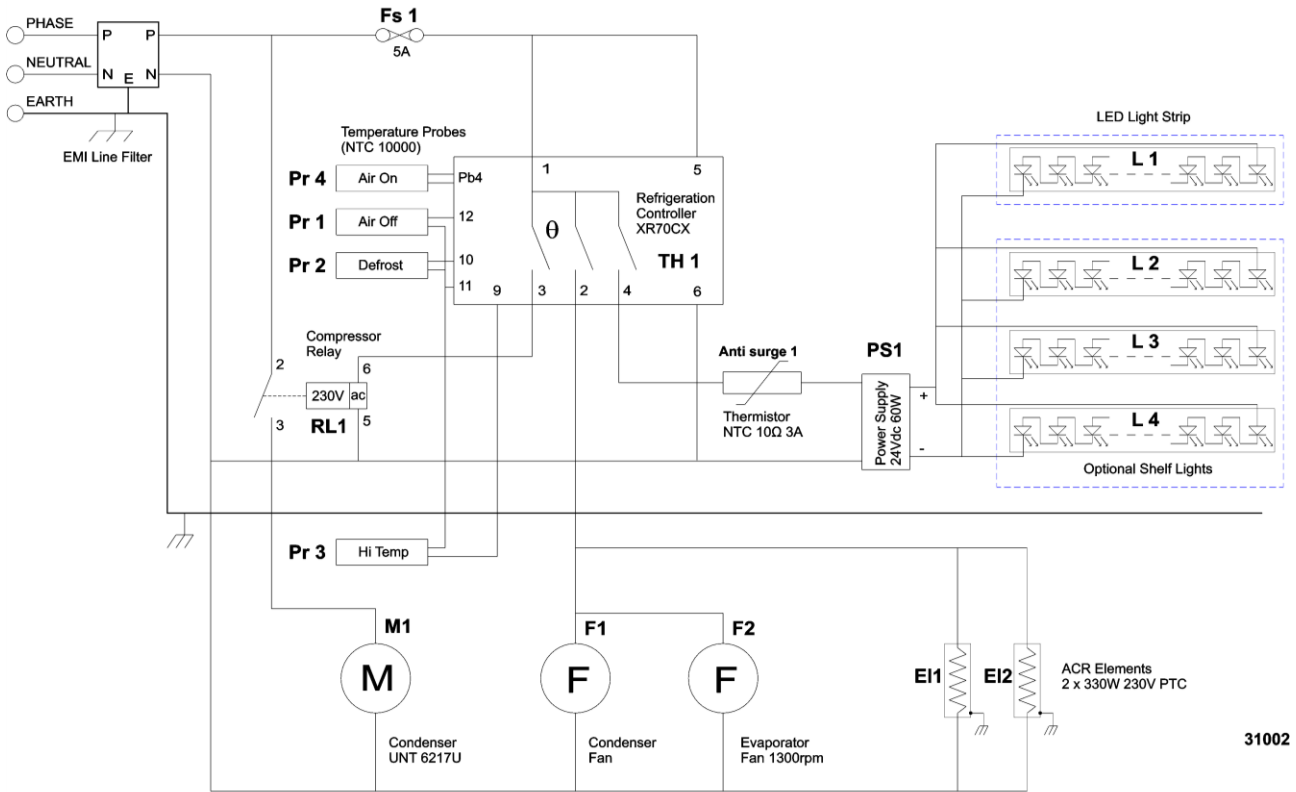 PHASE
NEUTRAL
EARTH
P P
N E N
EMI Line Filter
Fs 1
5A
Temperature Probes
(NTC 10000)
Pr 4 Air On Pb4
Pr 1 Air Off 12
Pr 2 Defrost 10
11
1 5
θ
Refrigeration
Controller
XR70CX
TH 1
9 3 2 4 6
Compressor
Relay
2 6
230V ac
RL1
3 5
Anti surge 1
Thermistor
NTC 10Ω 3A
PS1
Power Supply
24Vdc 60W
+
-
LED Light Strip
L 1
L 2
L 3
L 4
Optional Shelf Lights
Pr 3 Hi Temp
M1
M
Condenser
UNT 6217U
F1
F
Condenser
Fan
F2
F
Evaporator
Fan 1300rpm
El1
El2
ACR Elements
2 x 330W 230V PTC
31002